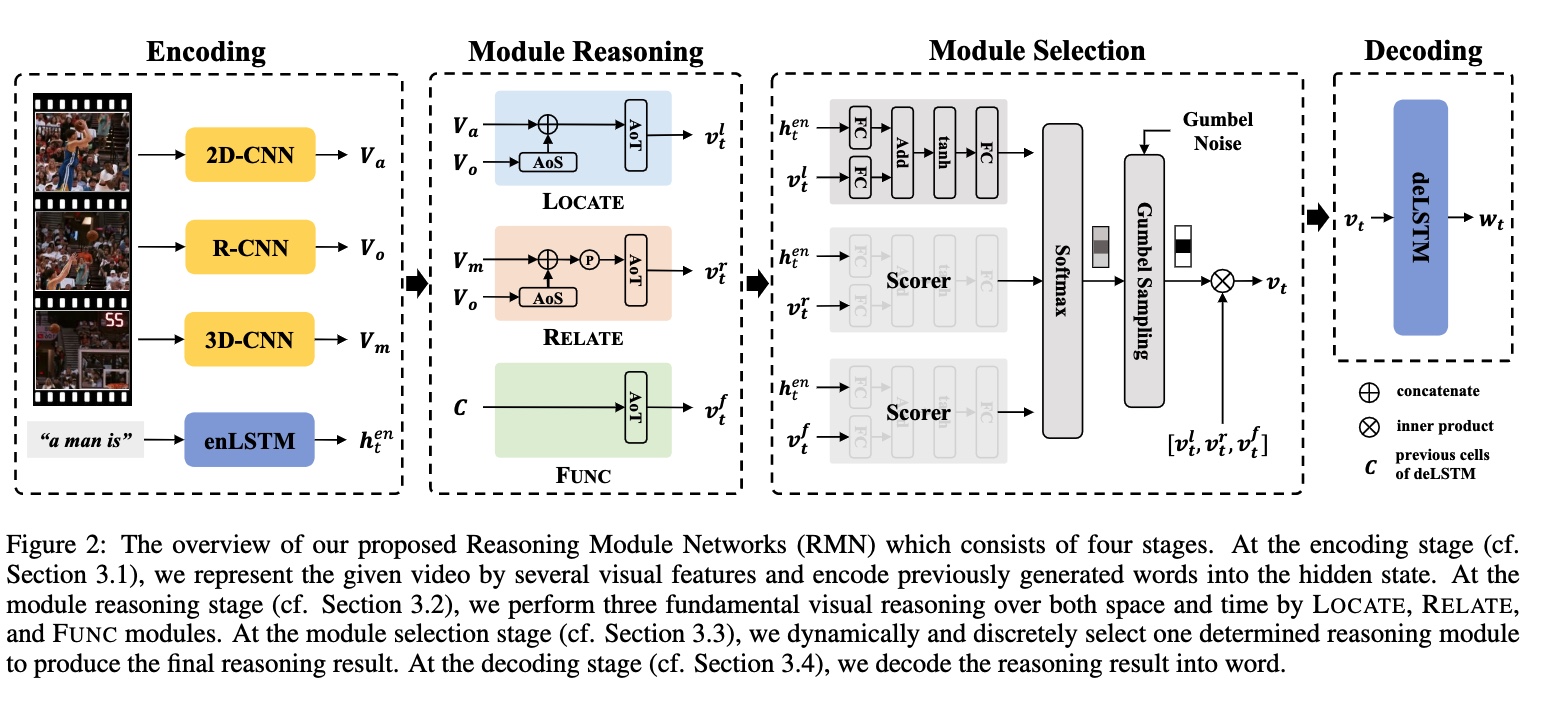 Encoding
Module Reasoning
Module Selection
Decoding
55
"a man is"
2D-CNN
R-CNN
3D-CNN
enLSTM
V_a
V_o
V_m
h_t^{en}
V_a
V_o
AoS
AoT
v_t^l
LOCATE
V_m
V_o
AoS
P
AoT
v_t^r
RELATE
C
AoT
v_t^f
FUNC
h_t^{en}
v_t^l
FC
FC
Add
tanh
FC
h_t^{en}
v_t^r
FC
FC
Add
tanh
FC
Scorer
h_t^{en}
v_t^f
FC
FC
Add
tanh
FC
Scorer
Softmax
Gumbel
Noise
Gumbel Sampling
v_t
[v_t^l, v_t^r, v_t^f]
v_t
deLSTM
w_t
⊕ concatenate
⊗ inner product
C previous cells
of deLSTM
Figure 2: The overview of our proposed Reasoning Module Networks (RMN) which consists of four stages. At the encoding stage (cf.
Section 3.1), we represent the given video by several visual features and encode previously generated words into the hidden state. At the
module reasoning stage (cf. Section 3.2), we perform three fundamental visual reasoning over both space and time by LOCATE, RELATE,
and FUNC modules. At the module selection stage (cf. Section 3.3), we dynamically and discretely select one determined reasoning module
to produce the final reasoning result. At the decoding stage (cf. Section 3.4), we decode the reasoning result into word.